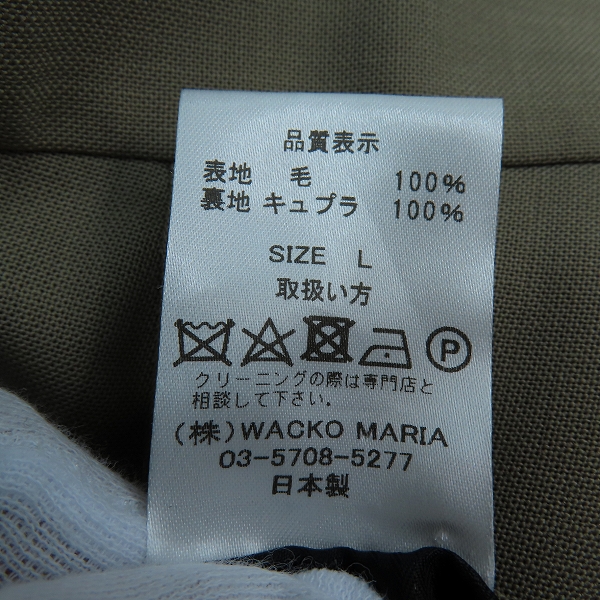 品質表示
表地 毛 100%
裏地 キュプラ 100%
SIZE L
取扱い方
P
クリーニングの際は専門店と
相談して下さい.
(株)WACKO MARIA
03-5708-5277
日本製